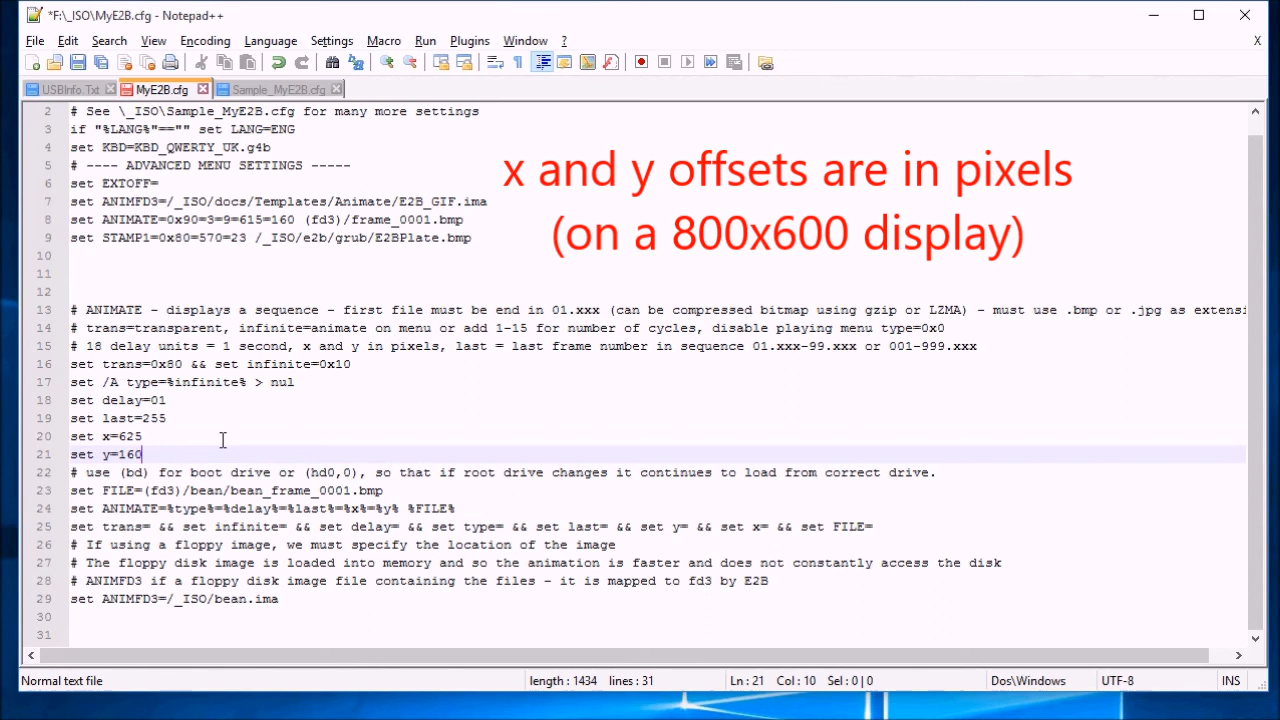 *F:\_ISO\MyE2B.cfg - Notepad++
File Edit Search View Encoding Language Settings Macro Run Plugins Window ? X
USBInfo.Txt MyE2B.cfg Sample_MyE2B.cfg
2 # See \_ISO\Sample_MyE2B.cfg for many more settings
3 if "%LANG%"=="" set LANG=ENG
4 set KBD=KBD_QWERTY_UK.g4b
5 # ---- ADVANCED MENU SETTINGS -----
6 set EXTOFF=
7 set ANIMFD3=/_ISO/docs/Templates/Animate/E2B_GIF.ima
8 set ANIMATE=0x90=3=9=615=160 (fd3)/frame_0001.bmp
9 set STAMP1=0x80=570=23 /_ISO/e2b/grub/E2BPlate.bmp
x and y offsets are in pixels
(on a 800x600 display)
10
11
12
13 # ANIMATE - displays a sequence - first file must be end in 01.xxx (can be compressed bitmap using gzip or LZMA) - must use .bmp or .jpg as extensi
14 # trans=transparent, infinite=animate on menu or add 1-15 for number of cycles, disable playing menu type=0x0
15 # 18 delay units = 1 second, x and y in pixels, last = last frame number in sequence 01.xxx-99.xxx or 001-999.xxx
16 set trans=0x80 && set infinite=0x10
17 set /A type=%infinite% > nul
18 set delay=01
19 set last=255
20 set x=625
21 set y=160
22 # use (bd) for boot drive or (hd0,0), so that if root drive changes it continues to load from correct drive.
23 set FILE=(fd3)/bean/bean_frame_0001.bmp
24 set ANIMATE=%type%=%delay%=%last%=%x%=%y% %FILE%
25 set trans= && set infinite= && set delay= && set type= && set last= && set y= && set x= && set FILE=
26 # If using a floppy image, we must specify the location of the image
27 # The floppy disk image is loaded into memory and so the animation is faster and does not constantly access the disk
28 # ANIMFD3 if a floppy disk image file containing the files - it is mapped to fd3 by E2B
29 set ANIMFD3=/_ISO/bean.ima
30
31
Normal text file length : 1434 lines : 31 Ln : 21 Col : 10 Sel : 0 | 0 Dos\Windows UTF-8 INS